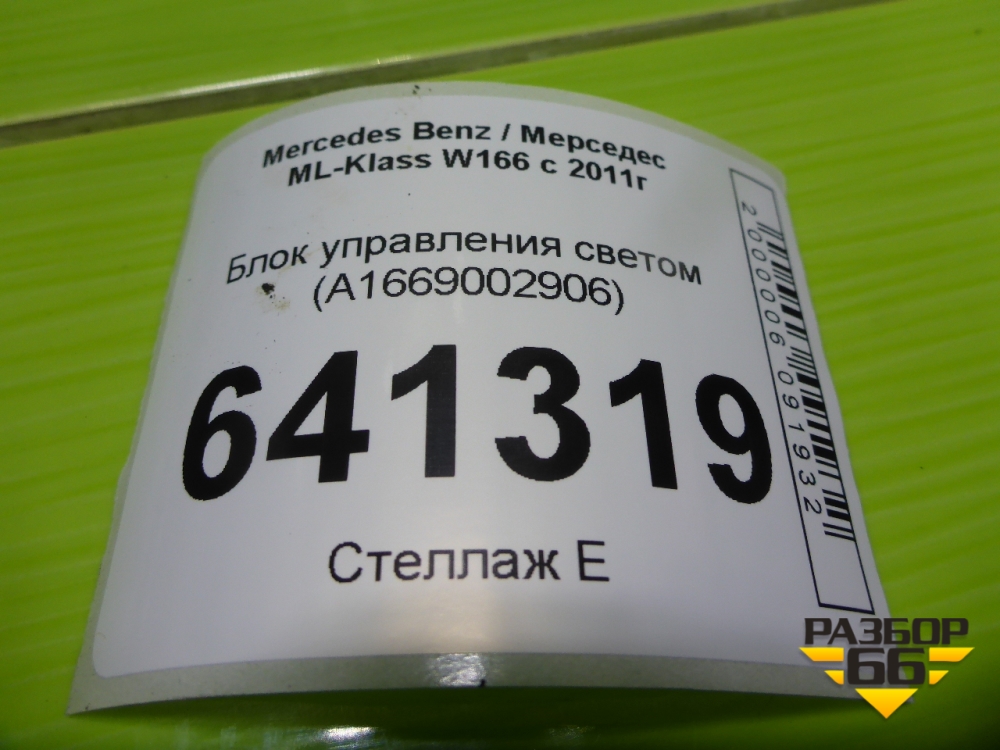 Mercedes Benz / Мерседес
ML-Klass W166 с 2011г
Блок управления светом
(A1669002906)
641319
Стеллаж Е
2000006091932
РАЗБОР
66